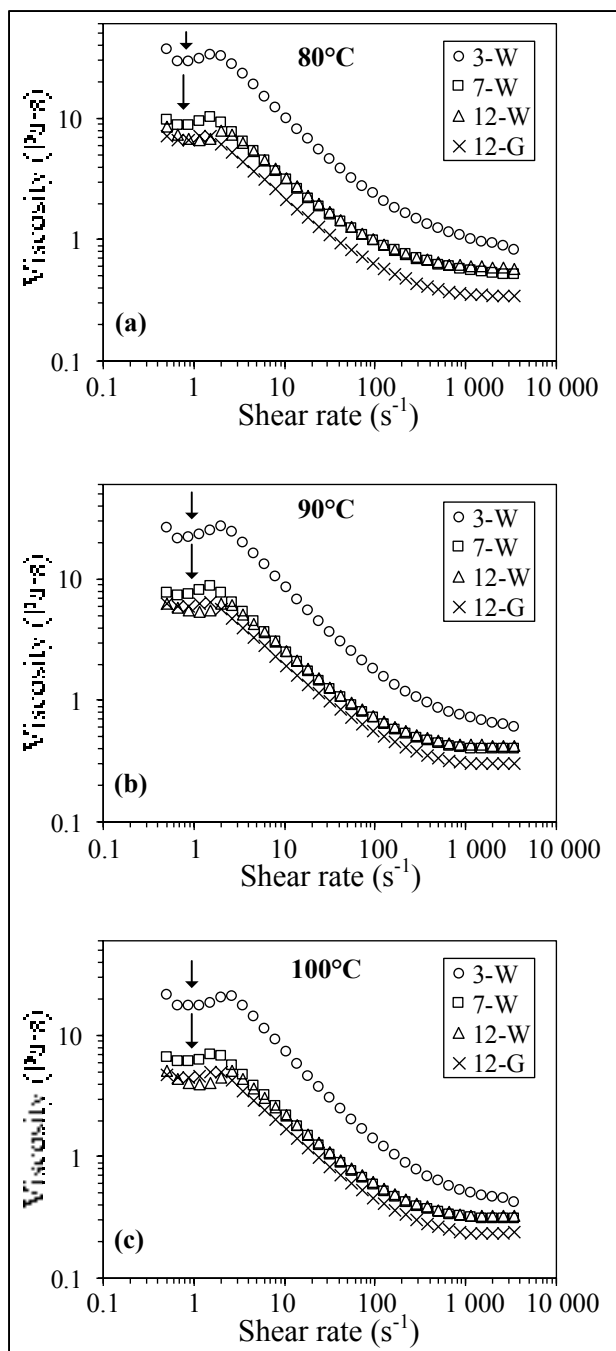 80°C
3-W
7-W
12-W
12-G
10
1
0.1
Viscosity (Pa-s)
(a)
0.1 1 10 100 1 000 10 000
Shear rate (s-1)
90°C
3-W
7-W
12-W
12-G
10
1
0.1
Viscosity (Pa-s)
(b)
0.1 1 10 100 1 000 10 000
Shear rate (s-1)
100°C
3-W
7-W
12-W
12-G
10
1
0.1
Viscosity (Pa-s)
(c)
0.1 1 10 100 1 000 10 000
Shear rate (s-1)